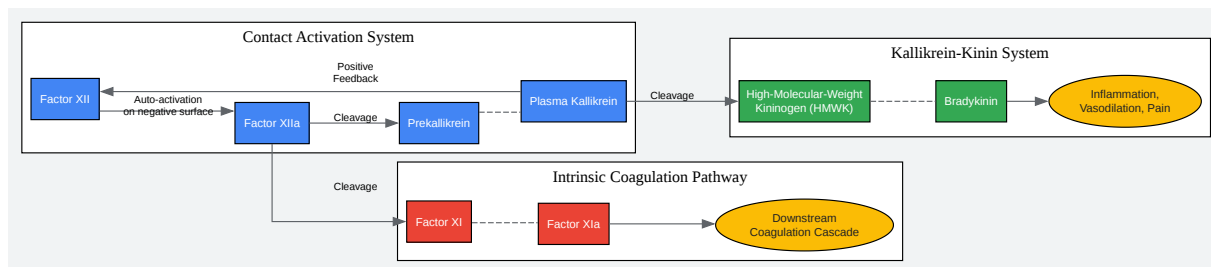 Contact Activation System
Positive
Feedback
Factor XII
Auto-activation
on negative surface
Factor XIIa
Cleavage
Prekallikrein
Plasma Kallikrein
Cleavage
Kallikrein-Kinin System
High-Molecular-Weight
Kininogen (HMWK)
Bradykinin
Inflammation,
Vasodilation, Pain
Cleavage
Intrinsic Coagulation Pathway
Factor XI
Factor XIa
Downstream
Coagulation Cascade